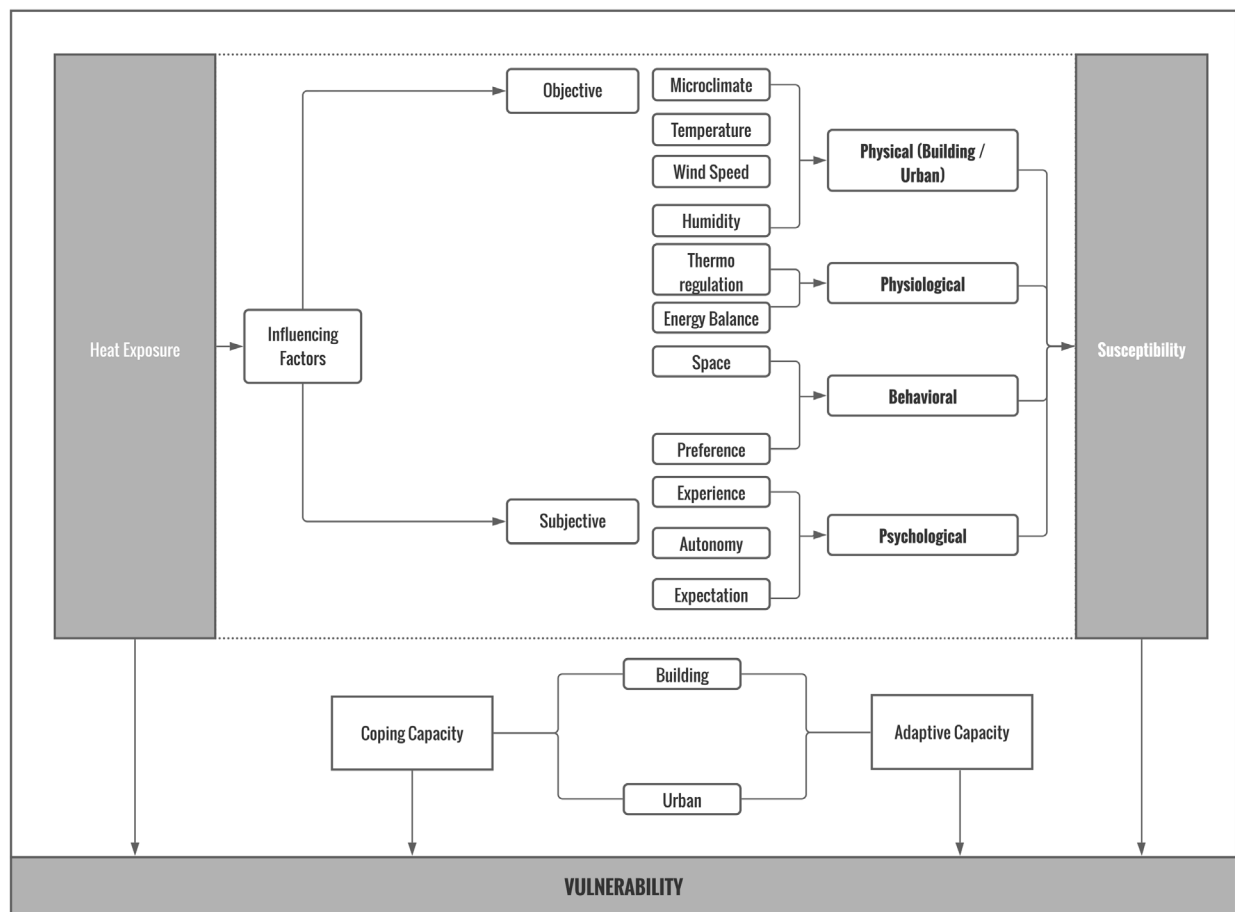 Heat Exposure
Influencing
Factors
Objective
Subjective
Microclimate
Temperature
Wind Speed
Humidity
Thermo
regulation
Energy Balance
Space
Preference
Experience
Autonomy
Expectation
Physical (Building /
Urban)
Physiological
Behavioral
Psychological
Susceptibility
Coping Capacity
Building
Urban
Adaptive Capacity
VULNERABILITY